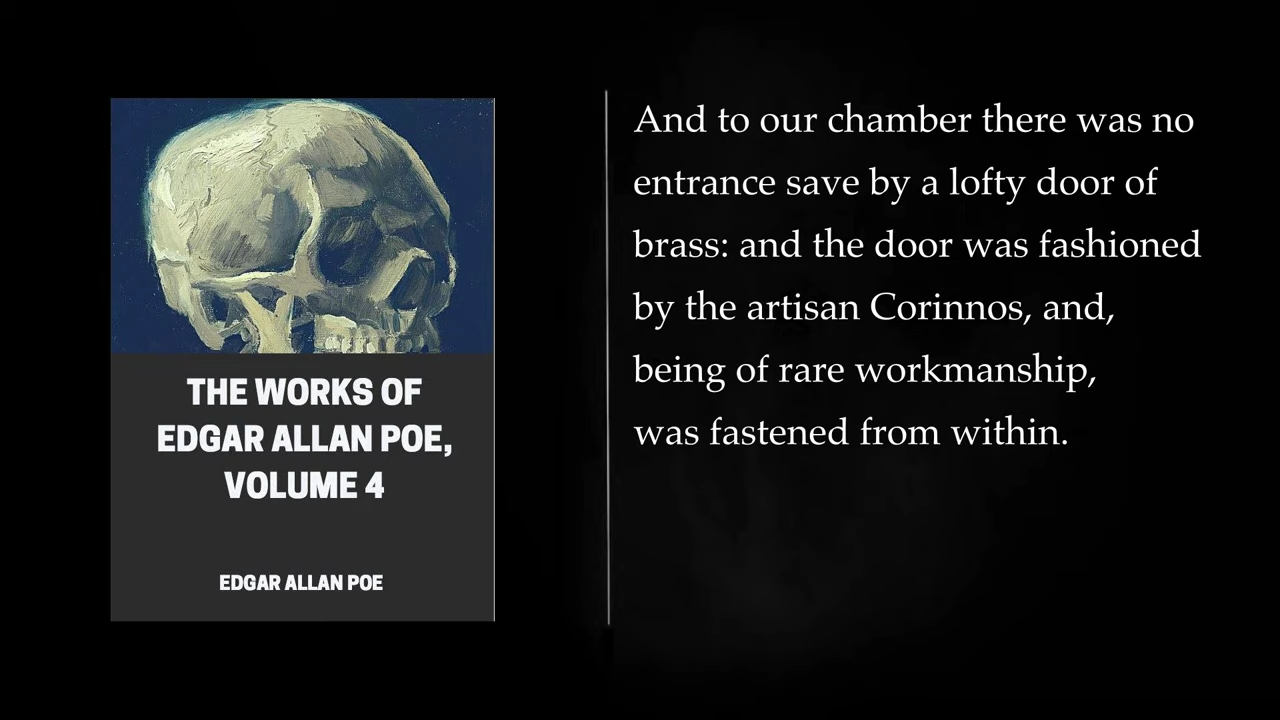 THE WORKS OF
EDGAR ALLAN POE,
VOLUME 4
EDGAR ALLAN POE
And to our chamber there was no
entrance save by a lofty door of
brass: and the door was fashioned
by the artisan Corinnos, and,
being of rare workmanship,
was fastened from within.